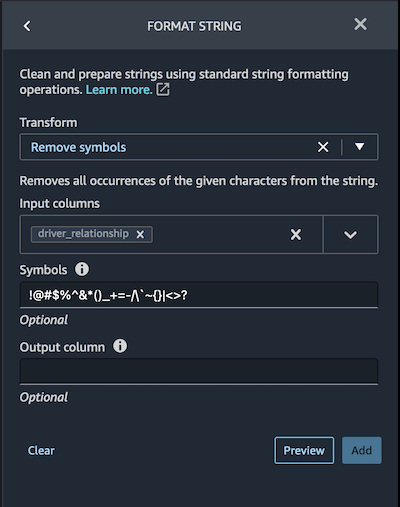 FORMAT STRING
Clean and prepare strings using standard string formatting
operations. Learn more.
Transform
Remove symbols
Removes all occurrences of the given characters from the string.
Input columns
driver_relationship
Symbols
!@#$%^&*()_+=-/\`~{}|<>?
Optional
Output column
Optional
Clear
Preview
Add